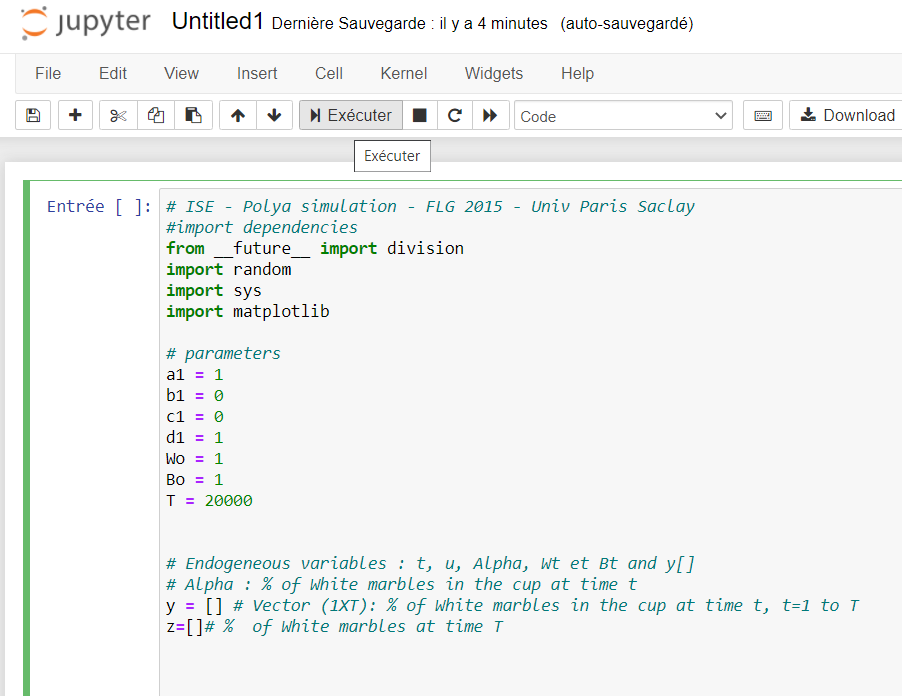 jupyter Untitled1 Dernière Sauvegarde : il y a 4 minutes (auto-sauvegardé)
File Edit View Insert Cell Kernel Widgets Help
Exécuter Code Download
Exécuter
Entrée [ ]: # ISE - Polya simulation - FLG 2015 - Univ Paris Saclay
#import dependencies
from __future__ import division
import random
import sys
import matplotlib
# parameters
a1 = 1
b1 = 0
c1 = 0
d1 = 1
Wo = 1
Bo = 1
T = 20000
# Endogeneous variables : t, u, Alpha, Wt et Bt and y[]
# Alpha : % of White marbles in the cup at time t
y = [] # Vector (1XT): % of White marbles in the cup at time t, t=1 to T
z=[]# %  of White marbles at time T